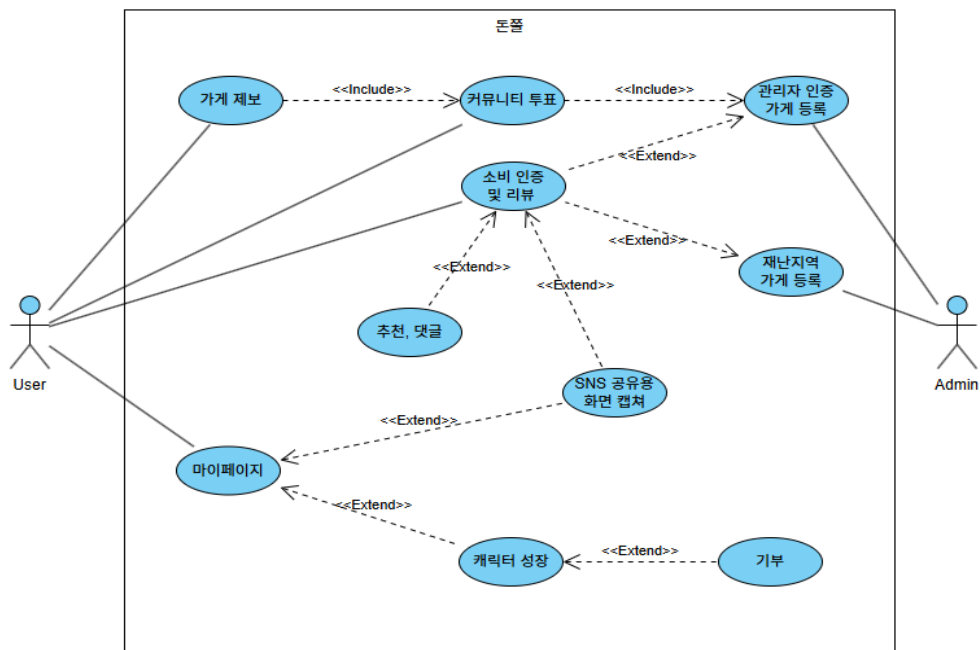 돈쭐
가게 제보
<<Include>>
커뮤니티 투표
<<Include>>
관리자 인증
가게 등록
<<Extend>>
소비 인증
및 리뷰
<<Extend>>
재난지역
가게 등록
<<Extend>>
<<Extend>>
추천, 댓글
SNS 공유용
화면 캡쳐
User
Admin
<<Extend>>
마이페이지
<<Extend>>
캐릭터 성장
<<Extend>>
기부